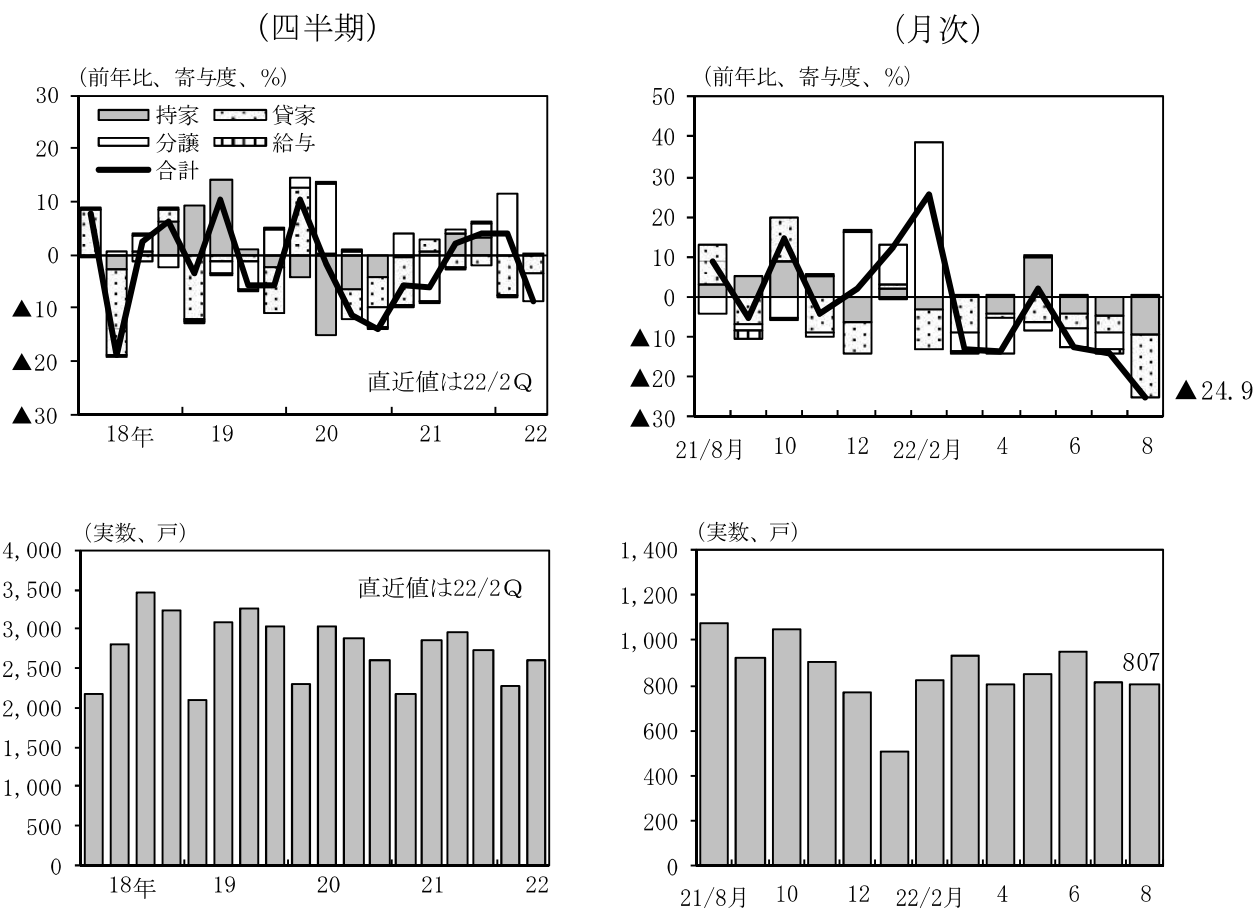 (四半期)
(前年比、寄与度、%)
30
20
10
0
▲10
▲20
▲30
持家
貸家
分譲
給与
合計
直近値は22/2Q
18年
19
20
21
22
(月次)
(前年比、寄与度、%)
50
40
30
20
10
0
▲10
▲20
▲30
▲24.9
21/8月
10
12
22/2月
4
6
8
(実数、戸)
4,000
3,500
3,000
2,500
2,000
1,500
1,000
500
0
直近値は22/2Q
18年
19
20
21
22
(実数、戸)
1,400
1,200
1,000
800
600
400
200
0
807
21/8月
10
12
22/2月
4
6
8